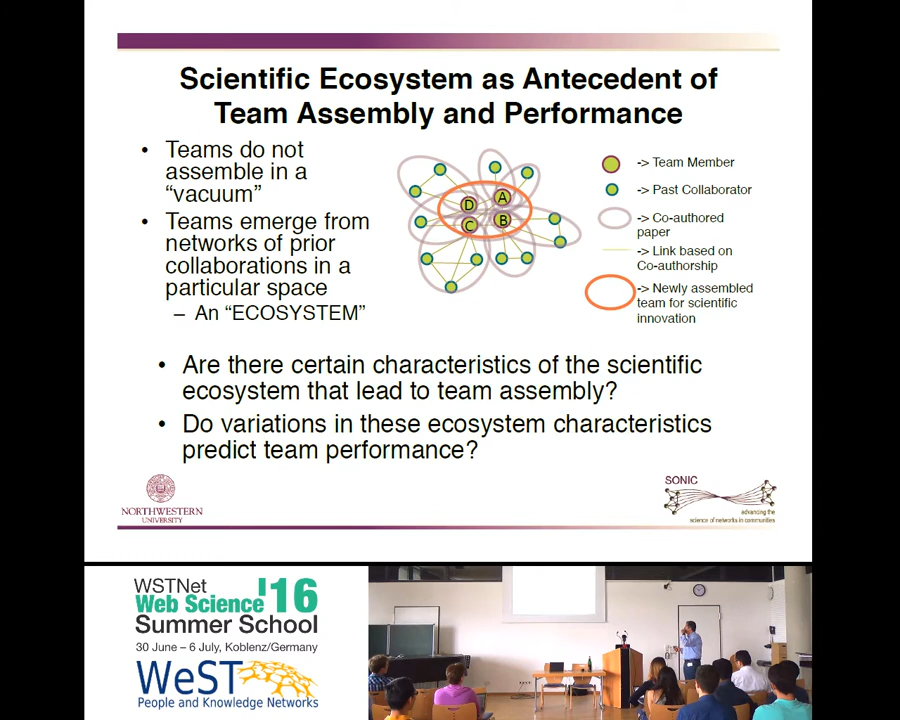 Scientific Ecosystem as Antecedent of
Team Assembly and Performance
• Teams do not
assemble in a
“vacuum”
• Teams emerge from
networks of prior
collaborations in a
particular space
– An “ECOSYSTEM”
D
A
C
B
-> Team Member
-> Past Collaborator
-> Co-authored
paper
-> Link based on
Co-authorship
-> Newly assembled
team for scientific
innovation
• Are there certain characteristics of the scientific
ecosystem that lead to team assembly?
• Do variations in these ecosystem characteristics
predict team performance?
NORTHWESTERN
UNIVERSITY
SONIC
advancing the
science of networks in communities
WSTNet
Web Science '16
Summer School
30 June – 6 July, Koblenz/Germany
WeST
People and Knowledge Networks